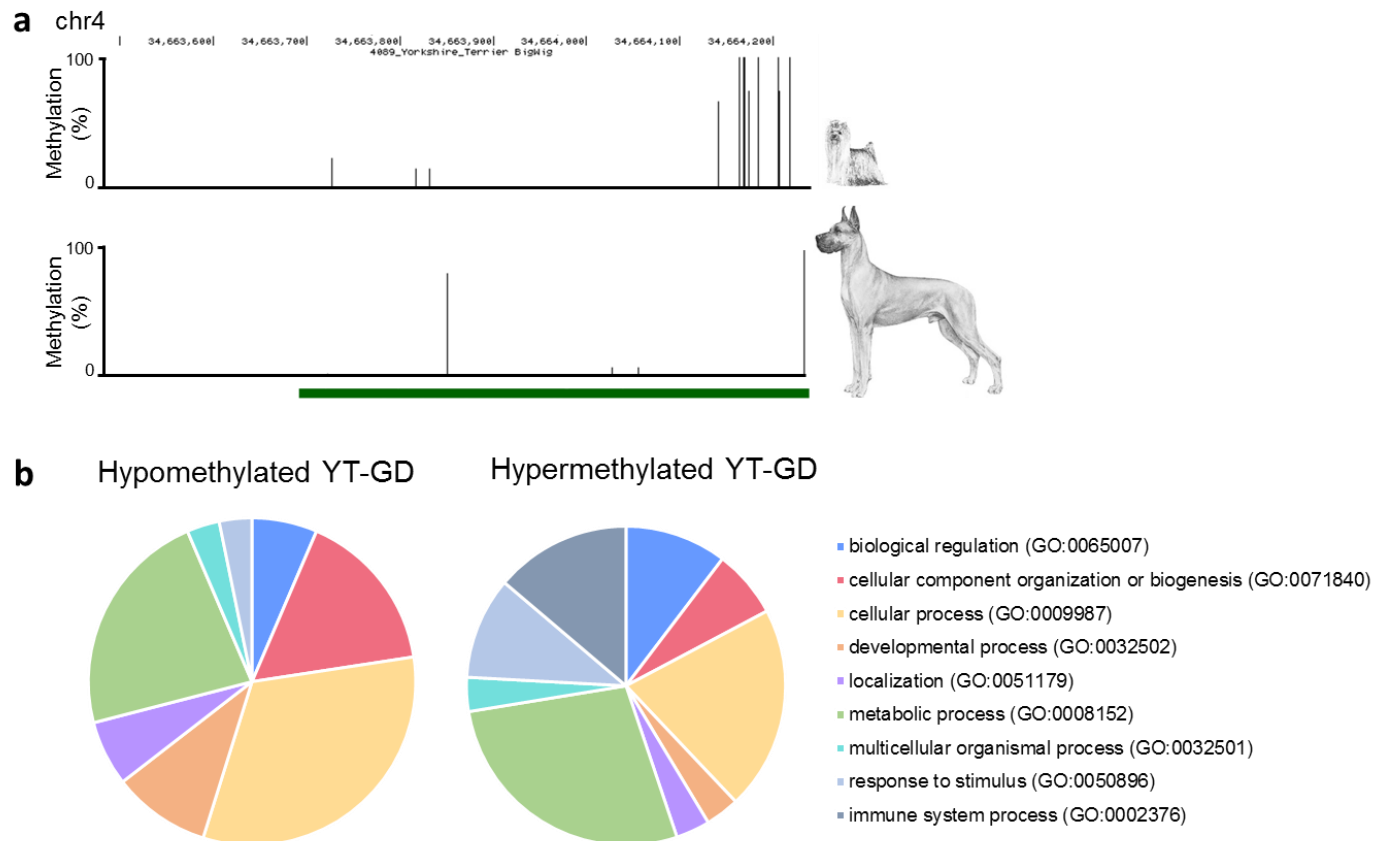 a chr4
34,663,600| 34,663,700| 34,663,800| 34,663,900| 34,664,000| 34,664,100| 34,664,200|
4089_Yorkshire_Terrier BigWig
100
Methylation
(%)
0
100
Methylation
(%)
0
b Hypomethylated YT-GD Hypermethylated YT-GD
biological regulation (GO:0065007)
cellular component organization or biogenesis (GO:0071840)
cellular process (GO:0009987)
developmental process (GO:0032502)
localization (GO:0051179)
metabolic process (GO:0008152)
multicellular organismal process (GO:0032501)
response to stimulus (GO:0050896)
immune system process (GO:0002376)